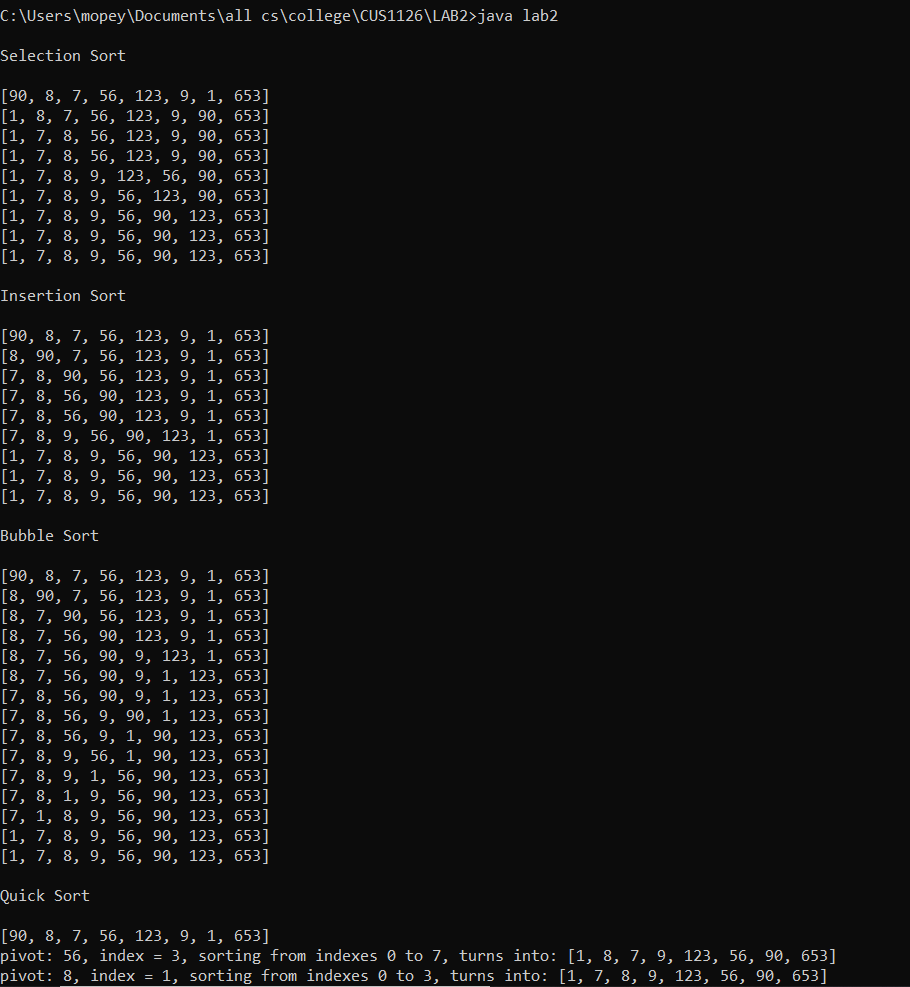 C:\Users\mopey\Documents\all cs\college\CUS1126\LAB2>java lab2
Selection Sort
[90, 8, 7, 56, 123, 9, 1, 653]
[1, 8, 7, 56, 123, 9, 90, 653]
[1, 7, 8, 56, 123, 9, 90, 653]
[1, 7, 8, 56, 123, 9, 90, 653]
[1, 7, 8, 9, 123, 56, 90, 653]
[1, 7, 8, 9, 56, 123, 90, 653]
[1, 7, 8, 9, 56, 90, 123, 653]
[1, 7, 8, 9, 56, 90, 123, 653]
[1, 7, 8, 9, 56, 90, 123, 653]
Insertion Sort
[90, 8, 7, 56, 123, 9, 1, 653]
[8, 90, 7, 56, 123, 9, 1, 653]
[7, 8, 90, 56, 123, 9, 1, 653]
[7, 8, 56, 90, 123, 9, 1, 653]
[7, 8, 56, 90, 123, 9, 1, 653]
[7, 8, 9, 56, 90, 123, 1, 653]
[1, 7, 8, 9, 56, 90, 123, 653]
[1, 7, 8, 9, 56, 90, 123, 653]
[1, 7, 8, 9, 56, 90, 123, 653]
Bubble Sort
[90, 8, 7, 56, 123, 9, 1, 653]
[8, 90, 7, 56, 123, 9, 1, 653]
[8, 7, 90, 56, 123, 9, 1, 653]
[8, 7, 56, 90, 123, 9, 1, 653]
[8, 7, 56, 90, 9, 123, 1, 653]
[8, 7, 56, 90, 9, 1, 123, 653]
[7, 8, 56, 90, 9, 1, 123, 653]
[7, 8, 56, 9, 90, 1, 123, 653]
[7, 8, 56, 9, 1, 90, 123, 653]
[7, 8, 9, 56, 1, 90, 123, 653]
[7, 8, 9, 1, 56, 90, 123, 653]
[7, 8, 1, 9, 56, 90, 123, 653]
[7, 1, 8, 9, 56, 90, 123, 653]
[1, 7, 8, 9, 56, 90, 123, 653]
[1, 7, 8, 9, 56, 90, 123, 653]
Quick Sort
[90, 8, 7, 56, 123, 9, 1, 653]
pivot: 56, index = 3, sorting from indexes 0 to 7, turns into: [1, 8, 7, 9, 123, 56, 90, 653]
pivot: 8, index = 1, sorting from indexes 0 to 3, turns into: [1, 7, 8, 9, 123, 56, 90, 653]